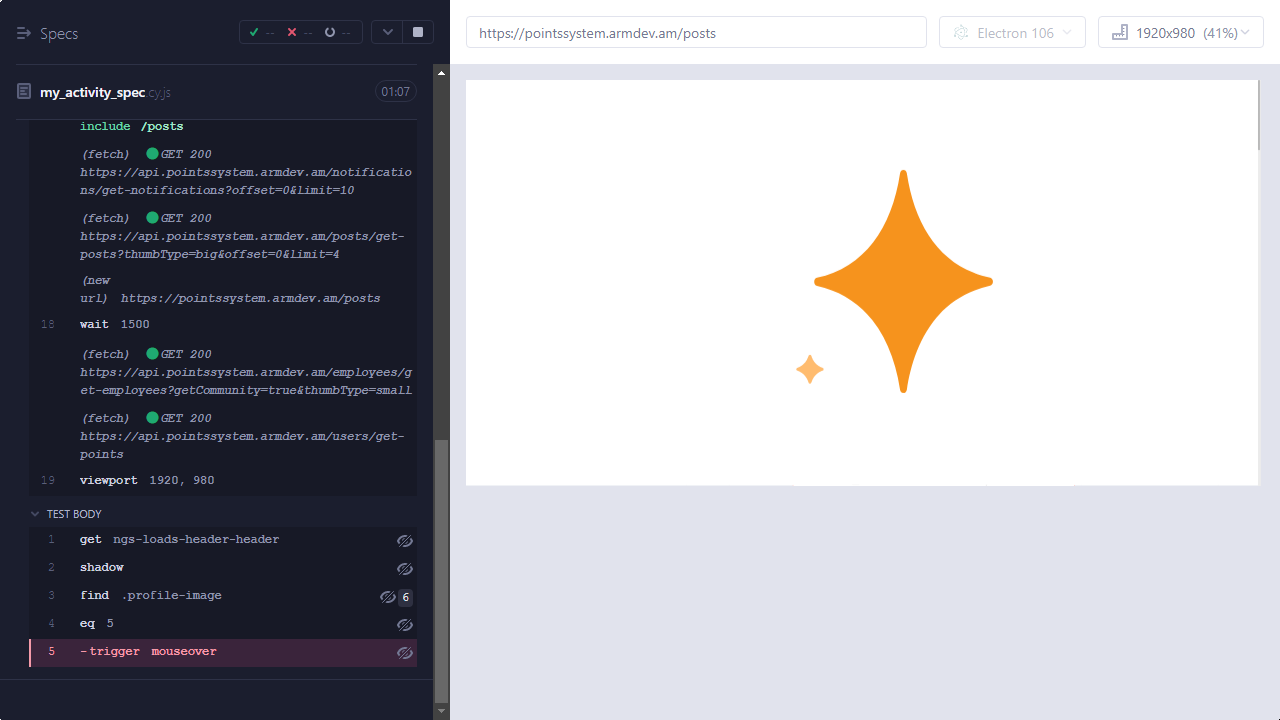 Specs
-- -- --
https://pointssystem.armdev.am/posts
Electron 106
1920x980 (41%)
my_activity_spec.cy.js
01:07
include /posts
(fetch) GET 200
https://api.pointssystem.armdev.am/notificatio
ns/get-notifications?offset=0&limit=10
(fetch) GET 200
https://api.pointssystem.armdev.am/posts/get-
posts?thumbType=big&offset=0&limit=4
(new
url) https://pointssystem.armdev.am/posts
18 wait 1500
(fetch) GET 200
https://api.pointssystem.armdev.am/employees/g
et-employees?getCommunity=true&thumbType=small
(fetch) GET 200
https://api.pointssystem.armdev.am/users/get-
points
19 viewport 1920, 980
TEST BODY
1 get ngs-loads-header-header
2 shadow
3 find .profile-image 6
4 eq 5
5 -trigger mouseover